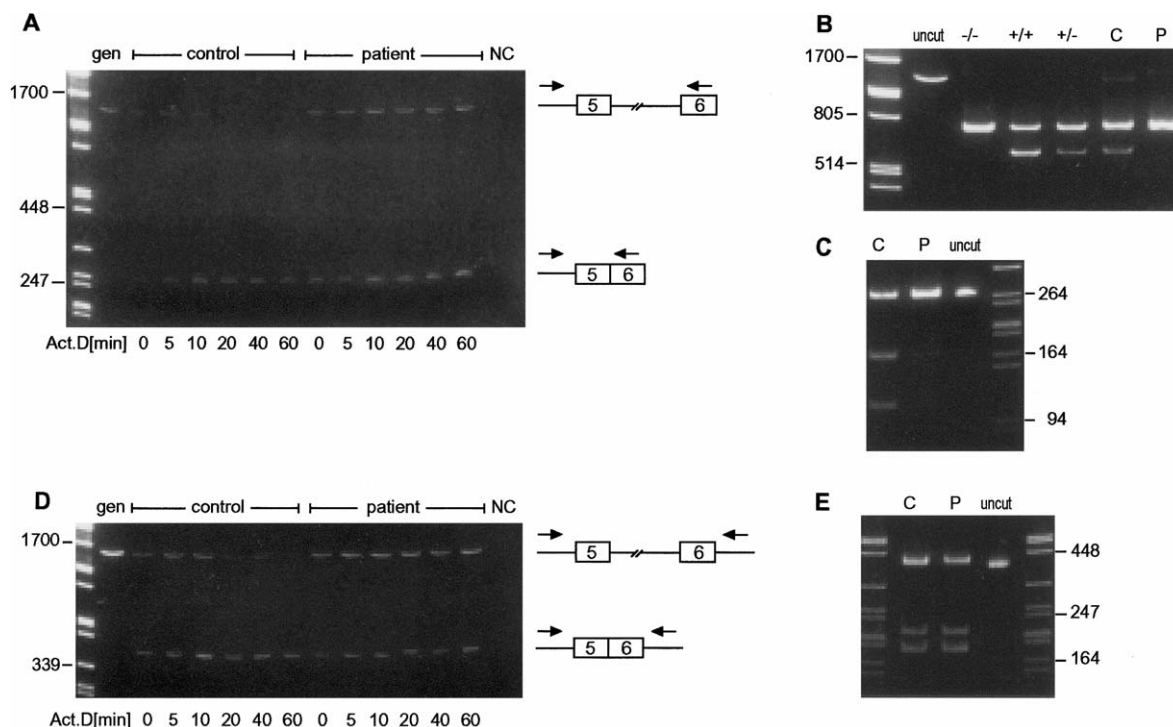 A
gen control patient NC
1700
448
247
5 6
5 6
Act.D[min] 0 5 10 20 40 60 0 5 10 20 40 60
B
uncut -/- +/+ +/- C P
1700
805
514
C
C P uncut
264
164
94
D
gen control patient NC
1700
339
5 6
5 6
Act.D[min] 0 5 10 20 40 60 0 5 10 20 40 60
E
C P uncut
448
247
164